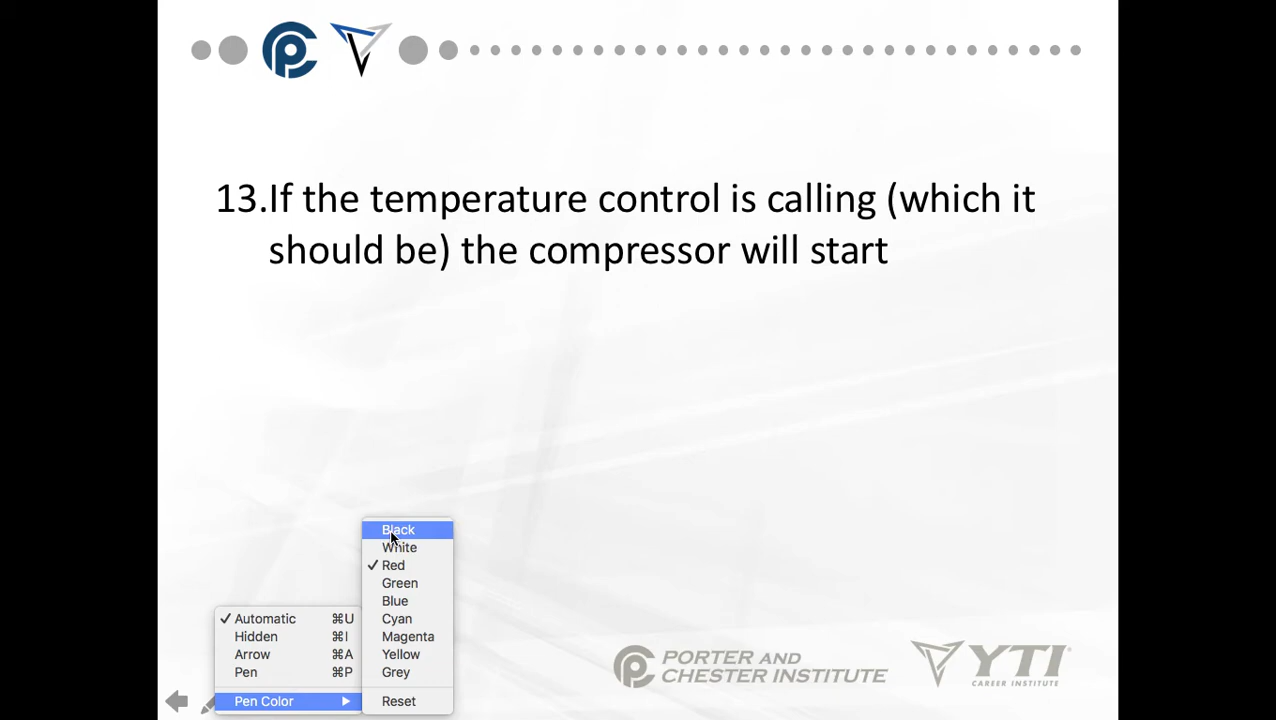 13.If the temperature control is calling (which it
should be) the compressor will start
Black
White
✓ Red
Green
Blue
Cyan
Magenta
Yellow
Grey
Reset
✓ Automatic ⌘U
Hidden ⌘I
Arrow ⌘A
Pen ⌘P
Pen Color
PORTER AND
CHESTER INSTITUTE
YTI
CAREER INSTITUTE